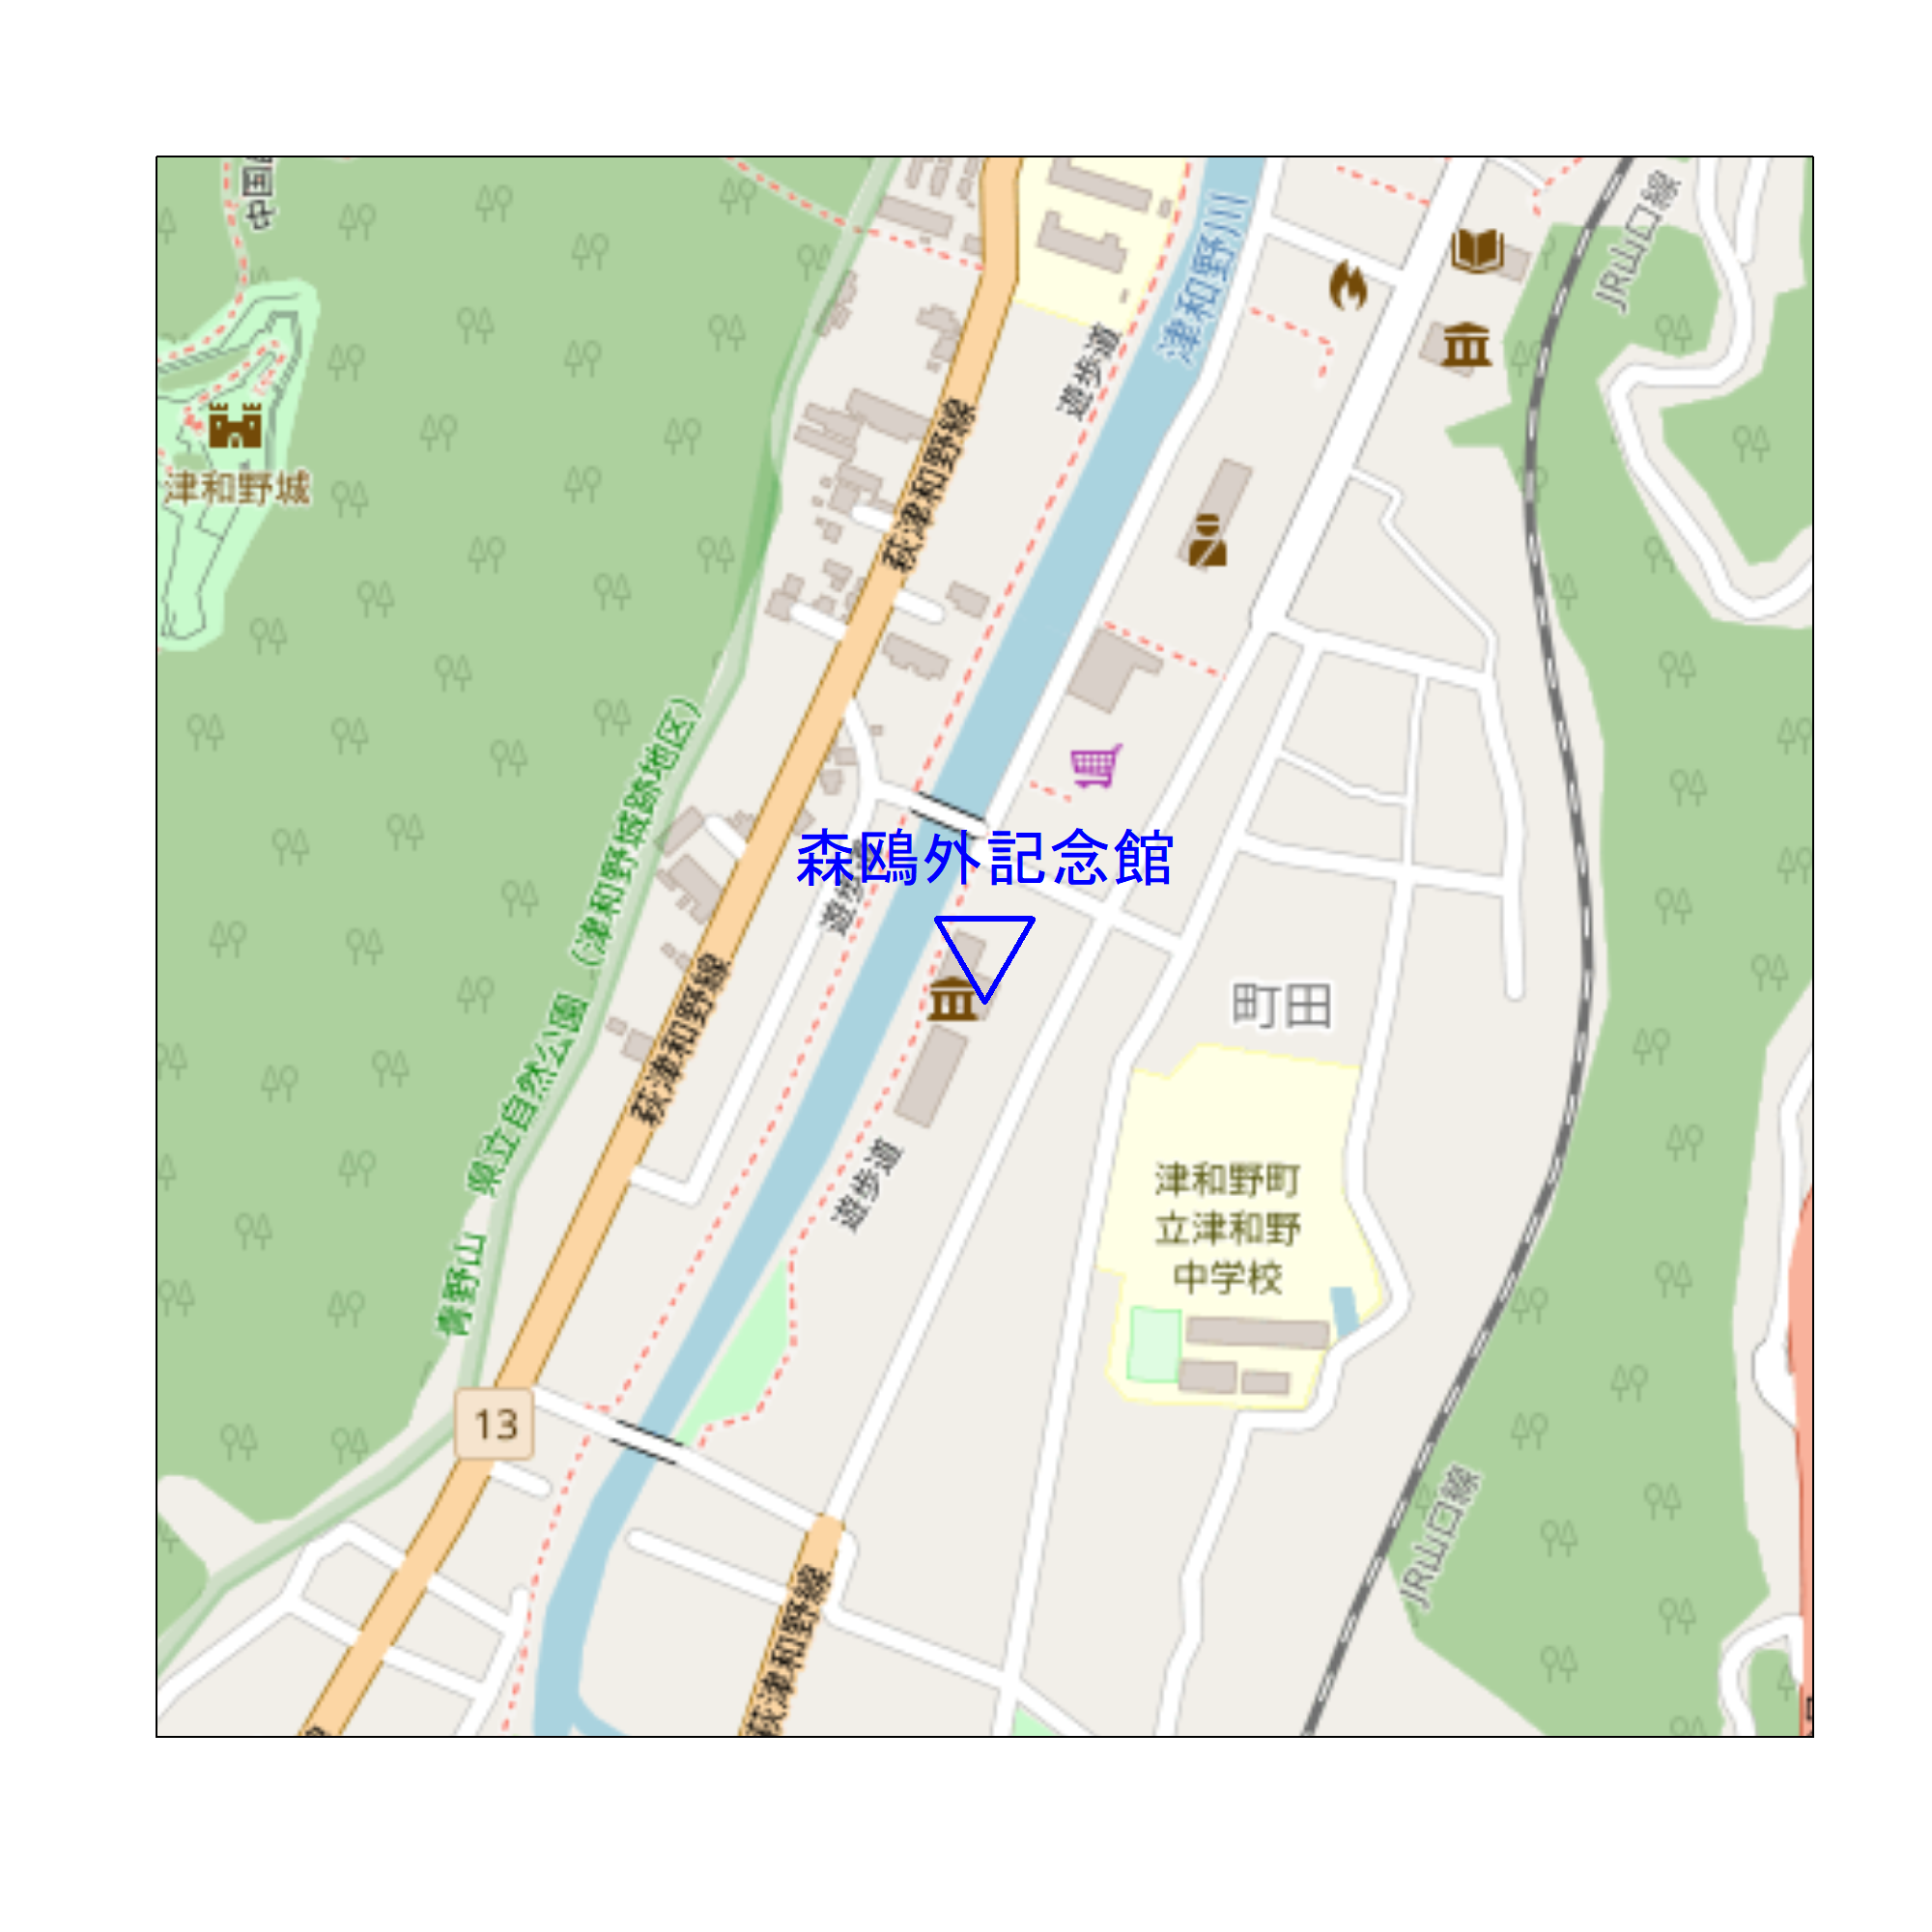 中国
津和野川
JR山口線
遊歩道
萩津和野線
津和野城
青野山 県立自然公園 (津和野城跡地区)
森鴎外記念館
遊歩道
萩津和野線
町田
遊歩道
津和野町
立津和野
中学校
13
JR山口線
萩津和野線